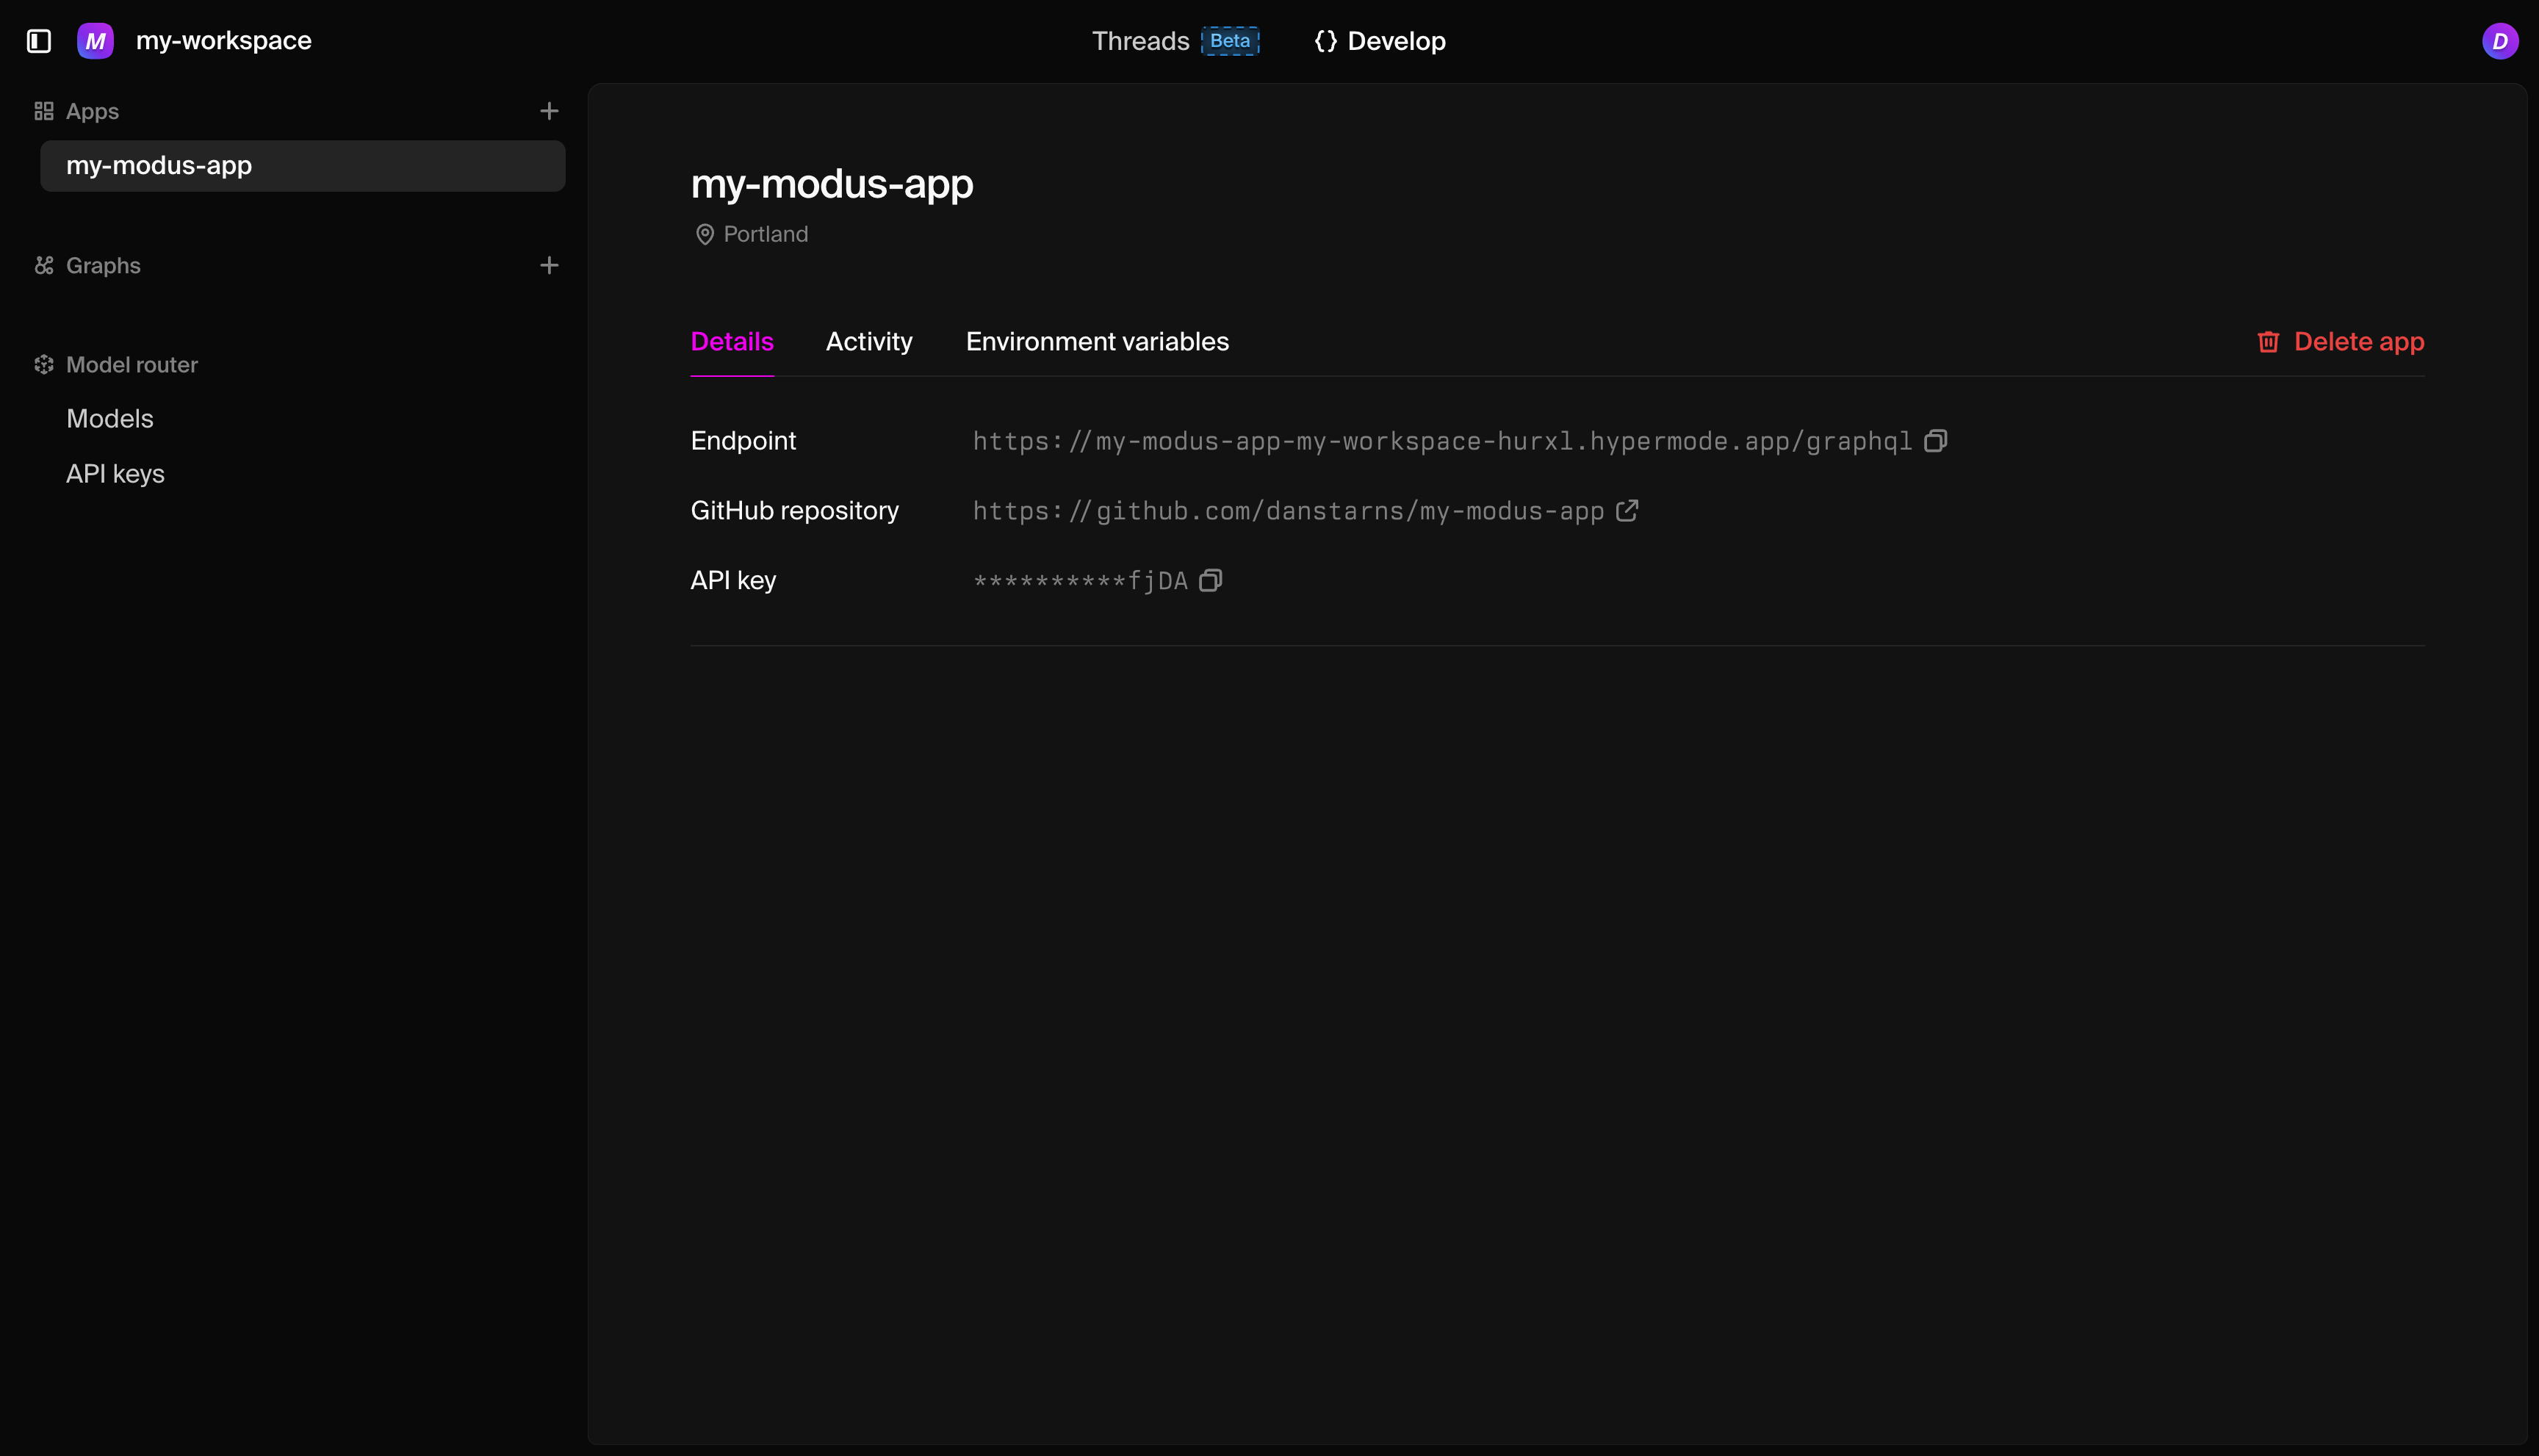 M my-workspace
Threads Beta
{} Develop
D
Apps
my-modus-app
Graphs
Model router
Models
API keys
my-modus-app
Portland
Details Activity Environment variables
Delete app
Endpoint https://my-modus-app-my-workspace-hurxl.hypermode.app/graphql
GitHub repository https://github.com/danstarns/my-modus-app
API key **********fjDA